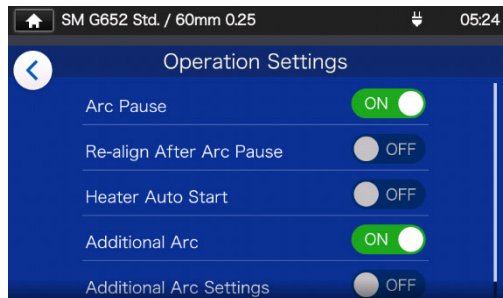 SM G652 Std. / 60mm 0.25
05:24
Operation Settings
Arc Pause
ON
Re-align After Arc Pause
OFF
Heater Auto Start
OFF
Additional Arc
ON
Additional Arc Settings
OFF